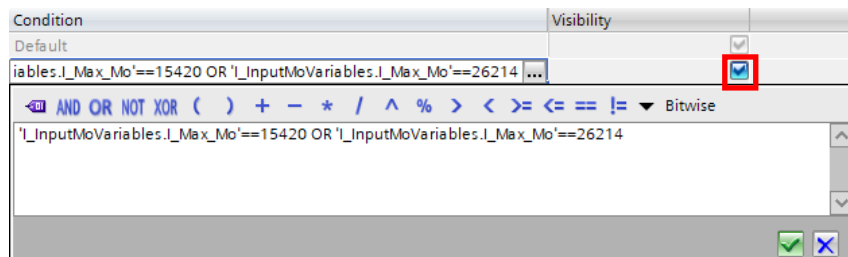 Condition Visibility
Default
iables.I_Max_Mo'==15420 OR 'I_InputMoVariables.I_Max_Mo'==26214 ...
AND OR NOT XOR ( ) + − * / ^ % > < >= <= == != Bitwise
'I_InputMoVariables.I_Max_Mo'==15420 OR 'I_InputMoVariables.I_Max_Mo'==26214